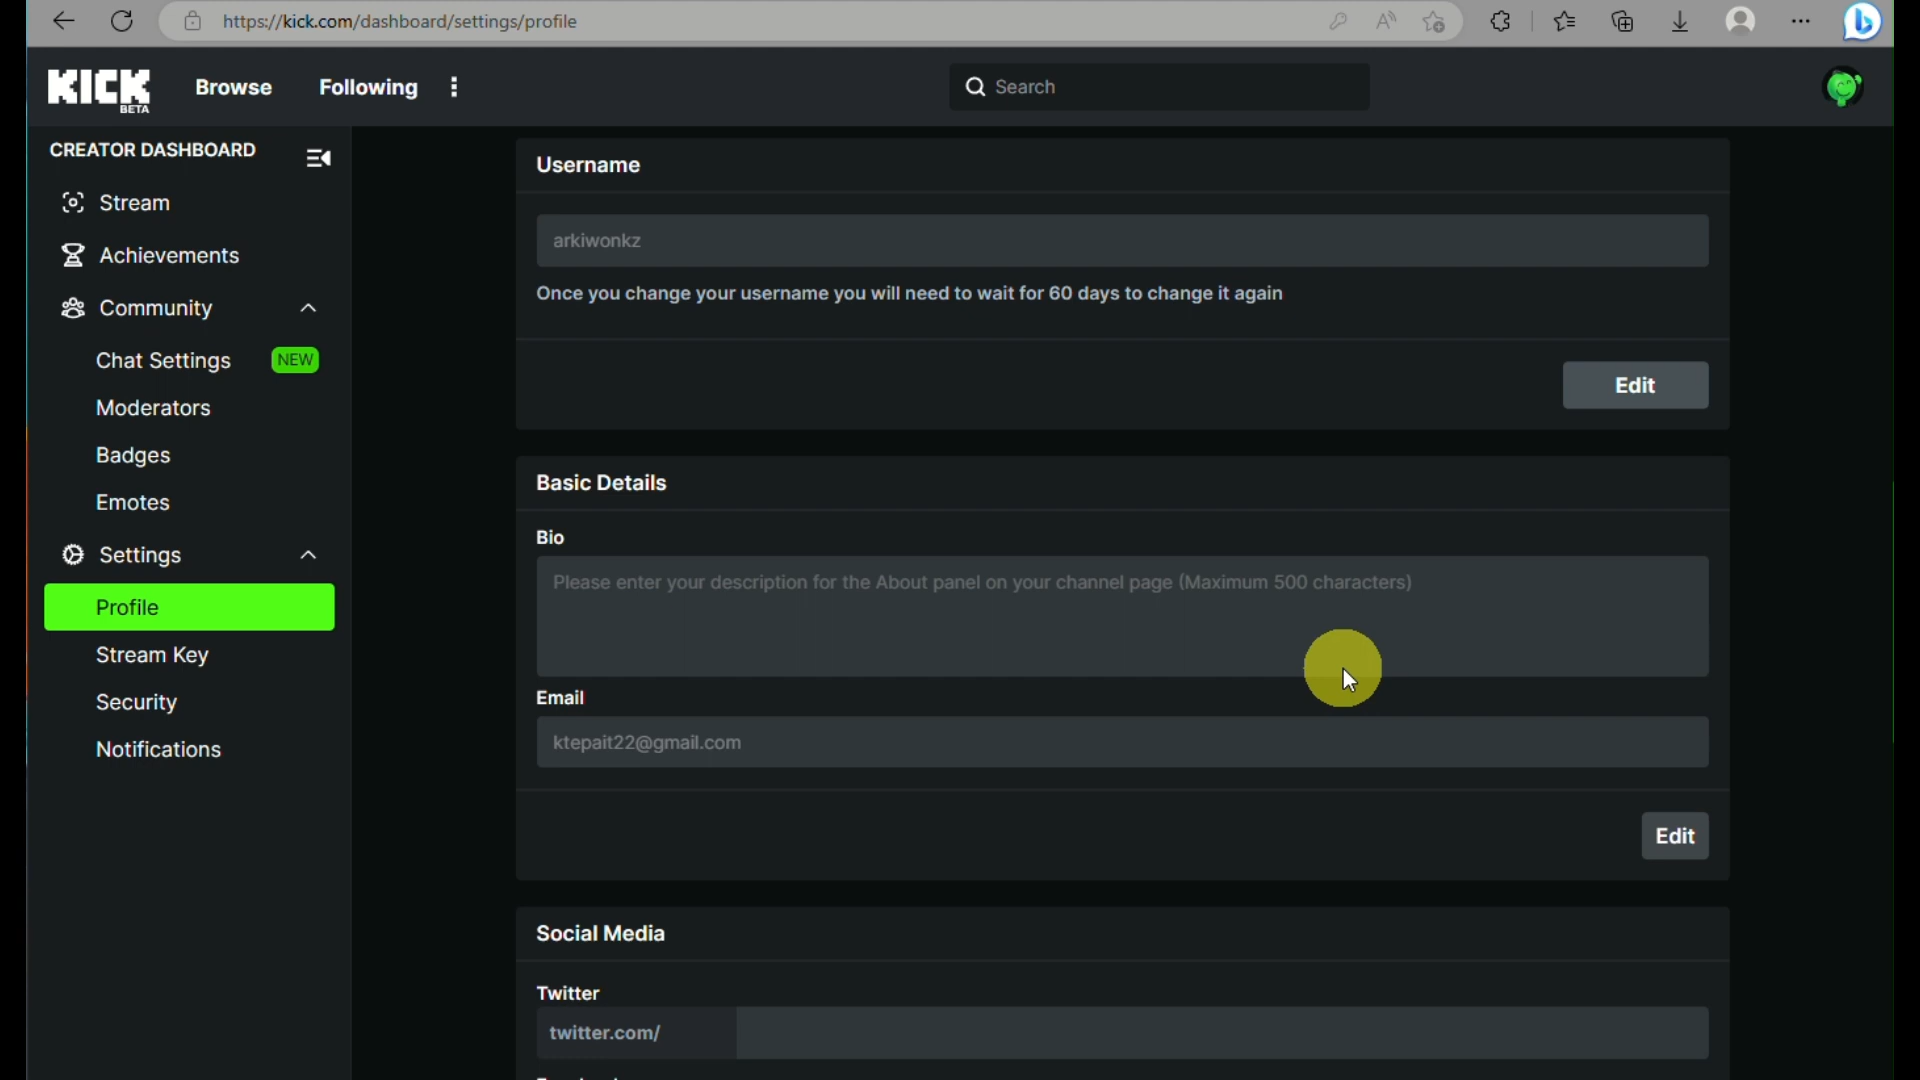 https://kick.com/dashboard/settings/profile
KICK BETA
Browse
Following
Search
CREATOR DASHBOARD
Stream
Achievements
Community
Chat Settings NEW
Moderators
Badges
Emotes
Settings
Profile
Stream Key
Security
Notifications
Username
arkiwonkz
Once you change your username you will need to wait for 60 days to change it again
Edit
Basic Details
Bio
Please enter your description for the About panel on your channel page (Maximum 500 characters)
Email
ktepait22@gmail.com
Edit
Social Media
Twitter
twitter.com/